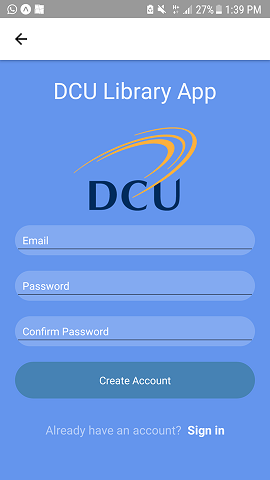 27% 1:39 PM
DCU Library App
DCU
Email
Password
Confirm Password
Create Account
Already have an account? Sign in